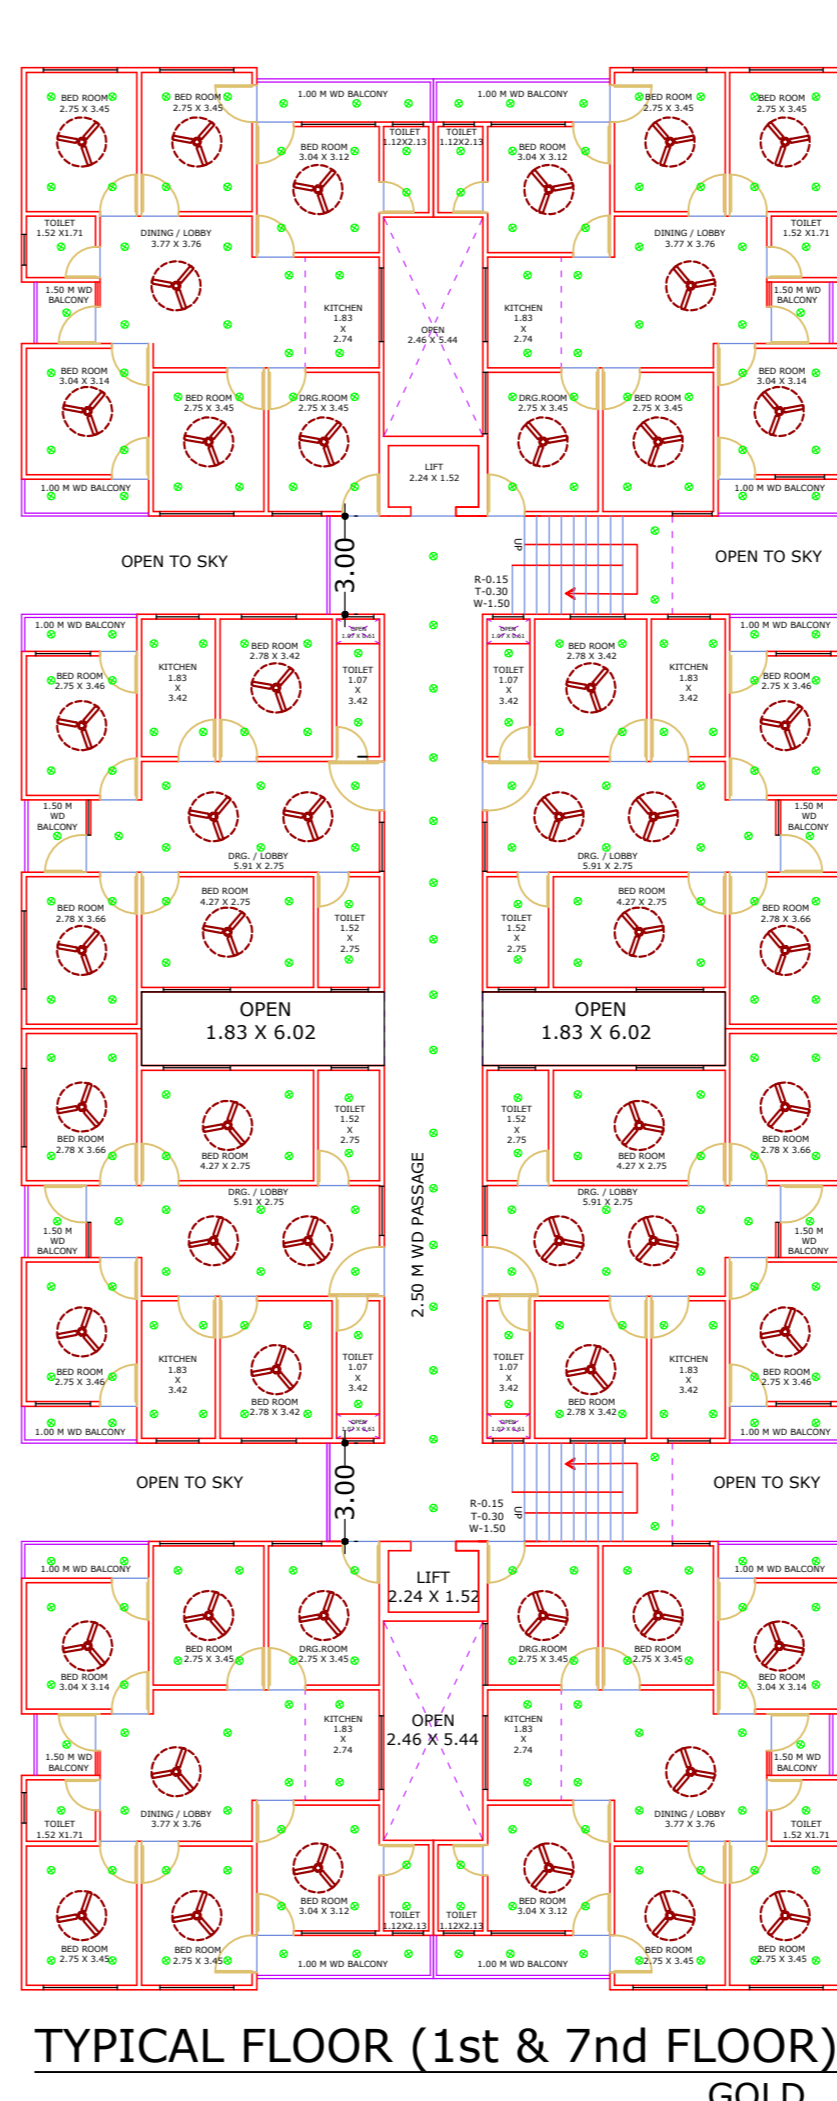 1.00 M WD BALCONY
1.00 M WD BALCONY
BED ROOM
2.75 X 3.45
BED ROOM
2.75 X 3.45
BED ROOM
2.75 X 3.45
BED ROOM
2.75 X 3.45
TOILET
1.12X2.13
TOILET
1.12X2.13
BED ROOM
3.04 X 3.12
BED ROOM
3.04 X 3.12
TOILET
1.52 X1.71
DINING / LOBBY
3.77 X 3.76
DINING / LOBBY
3.77 X 3.76
TOILET
1.52 X1.71
1.50 M WD
BALCONY
KITCHEN
1.83
X
2.74
OPEN
2.46 X 5.44
KITCHEN
1.83
X
2.74
1.50 M WD
BALCONY
BED ROOM
3.04 X 3.14
BED ROOM
2.75 X 3.45
DRG.ROOM
2.75 X 3.45
DRG.ROOM
2.75 X 3.45
BED ROOM
2.75 X 3.45
BED ROOM
3.04 X 3.14
LIFT
2.24 X 1.52
1.00 M WD BALCONY
1.00 M WD BALCONY
OPEN TO SKY
3.00
UP
R-0.15
T-0.30
W-1.50
OPEN TO SKY
1.00 M WD BALCONY
OPEN
1.07 X 0.61
OPEN
1.07 X 0.61
1.00 M WD BALCONY
BED ROOM
2.75 X 3.46
KITCHEN
1.83
X
3.42
BED ROOM
2.78 X 3.42
TOILET
1.07
X
3.42
TOILET
1.07
X
3.42
BED ROOM
2.78 X 3.42
KITCHEN
1.83
X
3.42
BED ROOM
2.75 X 3.46
1.50 M
WD
BALCONY
DRG. / LOBBY
5.91 X 2.75
DRG. / LOBBY
5.91 X 2.75
1.50 M
WD
BALCONY
BED ROOM
2.78 X 3.66
BED ROOM
4.27 X 2.75
TOILET
1.52
X
2.75
TOILET
1.52
X
2.75
BED ROOM
4.27 X 2.75
BED ROOM
2.78 X 3.66
OPEN
1.83 X 6.02
OPEN
1.83 X 6.02
BED ROOM
2.78 X 3.66
BED ROOM
4.27 X 2.75
TOILET
1.52
X
2.75
2.50 M WD PASSAGE
TOILET
1.52
X
2.75
BED ROOM
4.27 X 2.75
BED ROOM
2.78 X 3.66
1.50 M
WD
BALCONY
DRG. / LOBBY
5.91 X 2.75
DRG. / LOBBY
5.91 X 2.75
1.50 M
WD
BALCONY
BED ROOM
2.75 X 3.46
KITCHEN
1.83
X
3.42
BED ROOM
2.78 X 3.42
TOILET
1.07
X
3.42
TOILET
1.07
X
3.42
BED ROOM
2.78 X 3.42
KITCHEN
1.83
X
3.42
BED ROOM
2.75 X 3.46
1.00 M WD BALCONY
OPEN
1.07 X 0.61
OPEN
1.07 X 0.61
1.00 M WD BALCONY
OPEN TO SKY
3.00
R-0.15
T-0.30
W-1.50
UP
OPEN TO SKY
1.00 M WD BALCONY
LIFT
2.24 X 1.52
1.00 M WD BALCONY
BED ROOM
3.04 X 3.14
BED ROOM
2.75 X 3.45
DRG.ROOM
2.75 X 3.45
DRG.ROOM
2.75 X 3.45
BED ROOM
2.75 X 3.45
BED ROOM
3.04 X 3.14
1.50 M WD
BALCONY
KITCHEN
1.83
X
2.74
OPEN
2.46 X 5.44
KITCHEN
1.83
X
2.74
1.50 M WD
BALCONY
TOILET
1.52 X1.71
DINING / LOBBY
3.77 X 3.76
DINING / LOBBY
3.77 X 3.76
TOILET
1.52 X1.71
BED ROOM
3.04 X 3.12
TOILET
1.12X2.13
TOILET
1.12X2.13
BED ROOM
3.04 X 3.12
BED ROOM
2.75 X 3.45
BED ROOM
2.75 X 3.45
BED ROOM
2.75 X 3.45
BED ROOM
2.75 X 3.45
1.00 M WD BALCONY
1.00 M WD BALCONY
TYPICAL FLOOR (1st & 7nd FLOOR)
GOLD